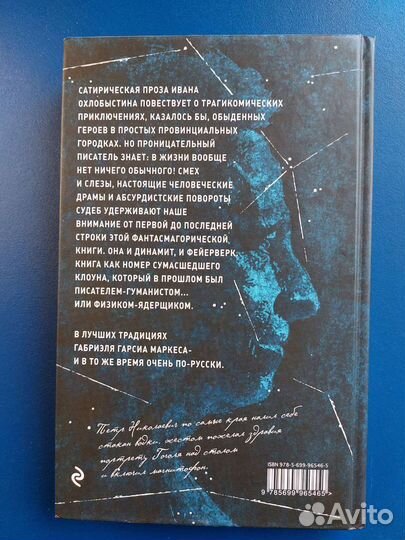 САТИРИЧЕСКАЯ ПРОЗА ИВАНА
ОХЛОБЫСТИНА ПОВЕСТВУЕТ О ТРАГИКОМИЧЕСКИХ
ПРИКЛЮЧЕНИЯХ, КАЗАЛОСЬ БЫ, ОБЫДЕННЫХ
ГЕРОЕВ В ПРОСТЫХ ПРОВИНЦИАЛЬНЫХ
ГОРОДКАХ. НО ПРОНИЦАТЕЛЬНЫЙ
ПИСАТЕЛЬ ЗНАЕТ: В ЖИЗНИ ВООБЩЕ
НЕТ НИЧЕГО ОБЫЧНОГО! СМЕХ
И СЛЕЗЫ, НАСТОЯЩИЕ ЧЕЛОВЕЧЕСКИЕ
ДРАМЫ И АБСУРДИСТСКИЕ ПОВОРОТЫ
СУДЕБ УДЕРЖИВАЮТ НАШЕ
ВНИМАНИЕ ОТ ПЕРВОЙ ДО ПОСЛЕДНЕЙ
СТРОКИ ЭТОЙ ФАНТАСМАГОРИЧЕСКОЙ,
КНИГИ. ОНА И ДИНАМИТ, И ФЕЙЕРВЕРК,
КНИГА КАК НОМЕР СУМАСШЕДШЕГО
КЛОУНА, КОТОРЫЙ В ПРОШЛОМ БЫЛ
ПИСАТЕЛЕМ-ГУМАНИСТОМ...
ИЛИ ФИЗИКОМ-ЯДЕРЩИКОМ.
В ЛУЧШИХ ТРАДИЦИЯХ
ГАБРИЭЛЯ ГАРСИА МАРКЕСА-
И В ТО ЖЕ ВРЕМЯ ОЧЕНЬ ПО-РУССКИ.
Петр Николаевич по самые края налил себе
стакан водки, жестом пожелал здравия
портрету Гоголя над столом
и включил магнитофон.
ISBN 978-5-699-96546-5
9 785699 965465 >
Avito